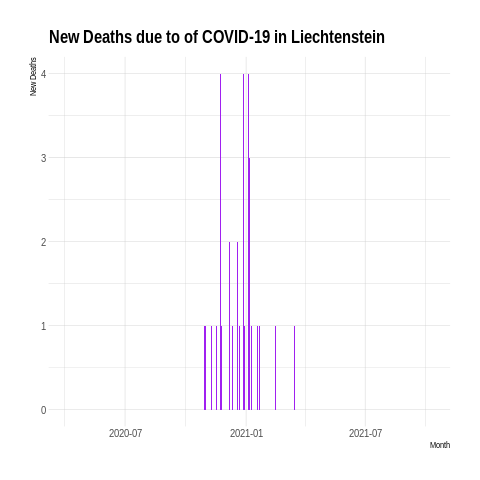 New Deaths due to of COVID-19 in Liechtenstein
New Deaths
4
3
2
1
0
2020-07
2021-01
2021-07
Month